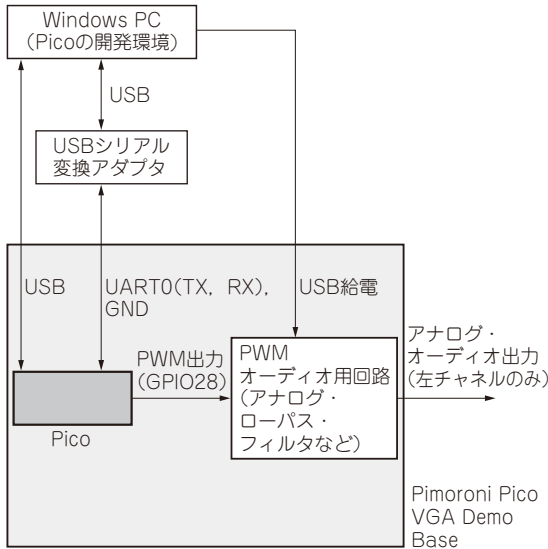 Windows PC
（Picoの開発環境）
USB
USBシリアル
変換アダプタ
USB
UART0(TX，RX)，
GND
USB給電
PWM出力
(GPIO28)
PWM
オーディオ用回路
(アナログ・
ローパス・
フィルタなど)
アナログ・
オーディオ出力
(左チャネルのみ)
Pico
Pimoroni Pico
VGA Demo
Base